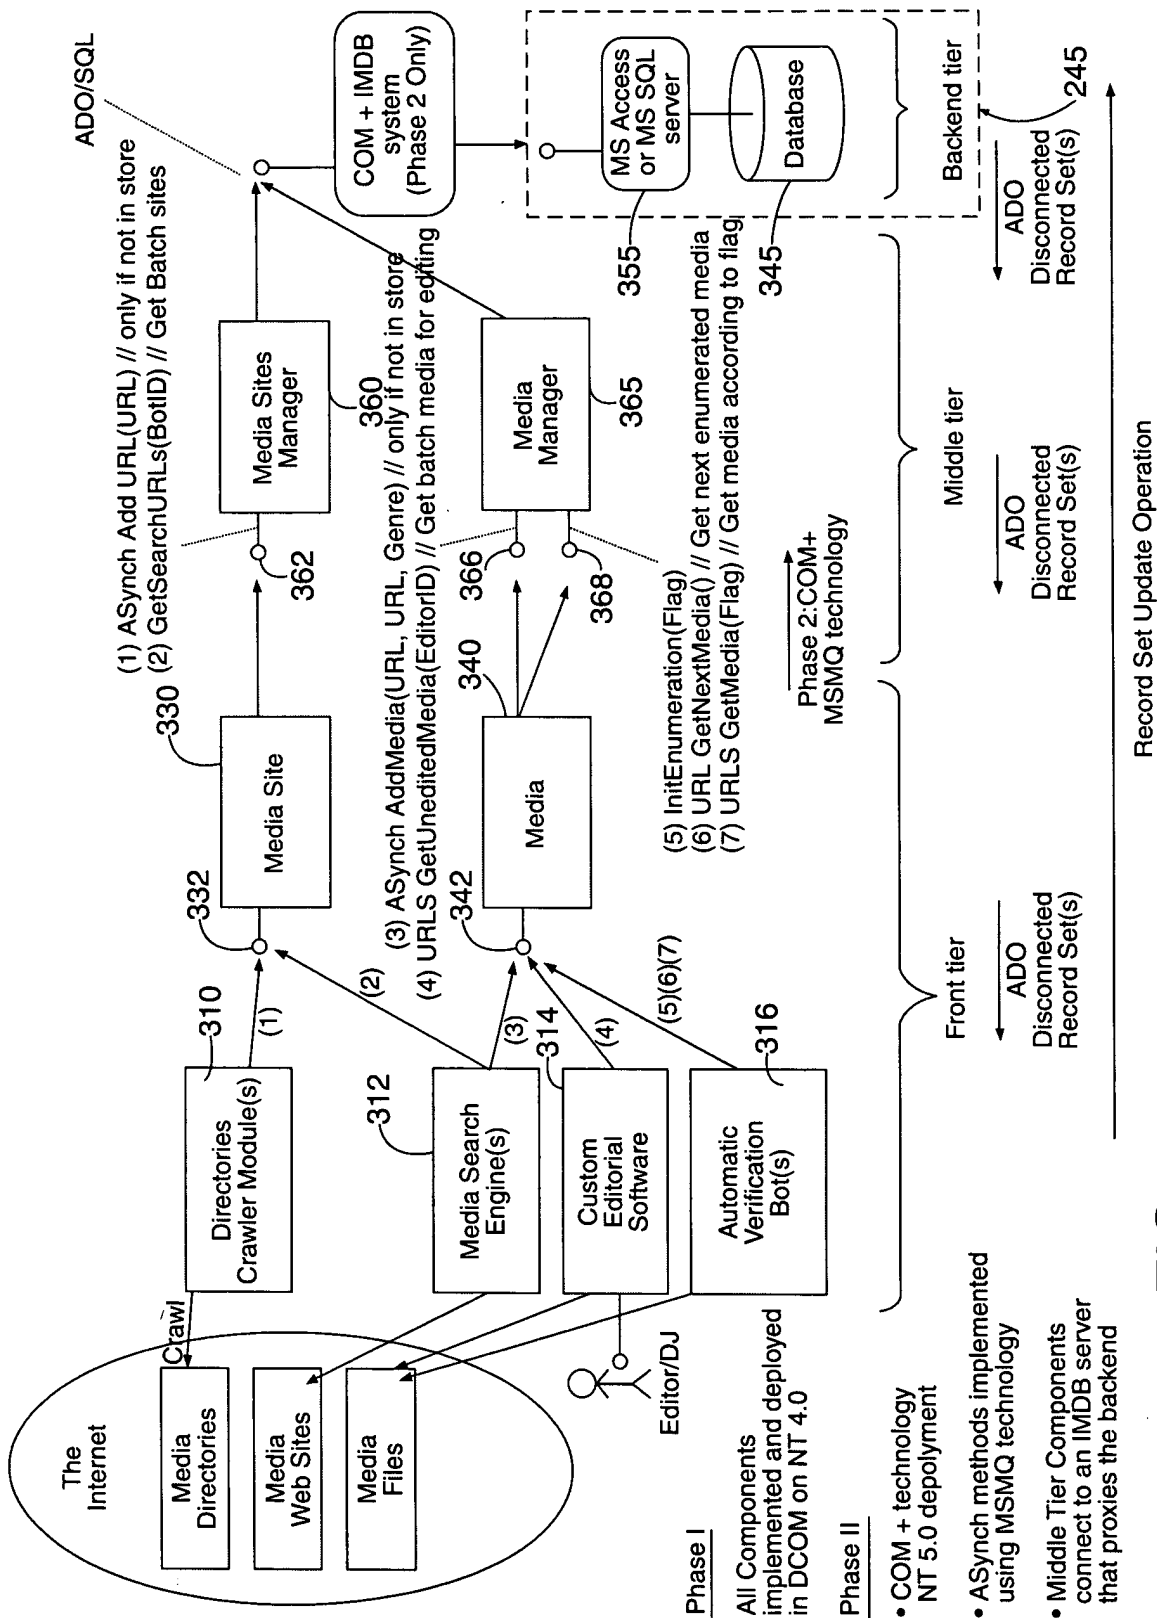 The
Internet
Media
Directories
Media
Web Sites
Media
Files
Crawl
Editor/DJ
Directories
Crawler Module(s)
310
Media Search
Engine(s)
312
Custom
Editorial
Software
314
Automatic
Verification
Bot(s)
316
(1)
(2)
(3)
(4)
(5)(6)(7)
332
330
Media Site
342
340
Media
(1) ASynch Add URL(URL) // only if not in store
(2) GetSearchURLs(BotID) // Get Batch sites
362
Media Sites
Manager
360
(3) ASynch AddMedia(URL, URL, Genre) // only if not in store
(4) URLS GetUneditedMedia(EditorID) // Get batch media for editing
366
368
Media
Manager
365
(5) InitEnumeration(Flag)
(6) URL GetNextMedia() // Get next enumerated media
(7) URLS GetMedia(Flag) // Get media according to flag
ADO/SQL
COM + IMDB
system
(Phase 2 Only)
MS Access
or MS SQL
server
355
Database
345
Backend tier
245
Phase 2:COM+
MSMQ technology
Front tier
Middle tier
ADO
Disconnected
Record Set(s)
ADO
Disconnected
Record Set(s)
ADO
Disconnected
Record Set(s)
Record Set Update Operation
Phase I
All Components
implemented and deployed
in DCOM on NT 4.0
Phase II
• COM + technology
NT 5.0 depolyment
• ASynch methods implemented
using MSMQ technology
• Middle Tier Components
connect to an IMDB server
that proxies the backend